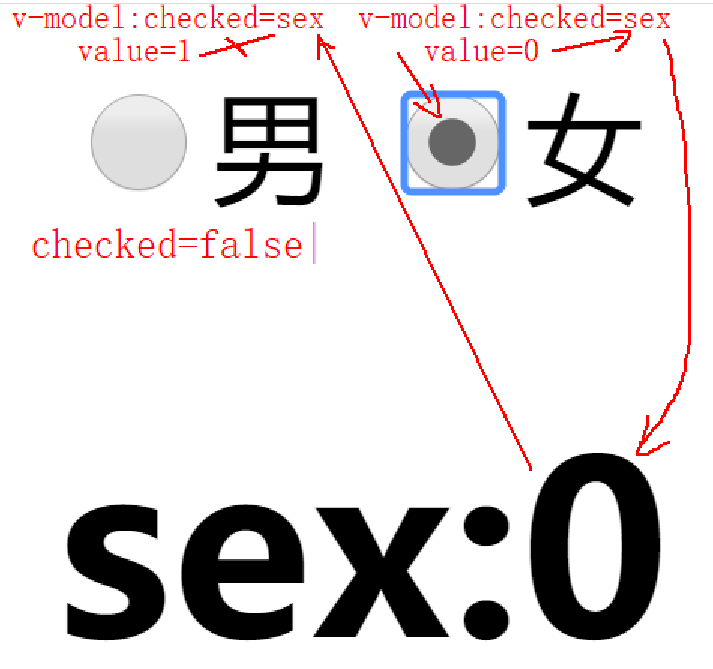 v-model:checked=sex v-model:checked=sex
value=1 value=0
男 女
checked=false
sex:0